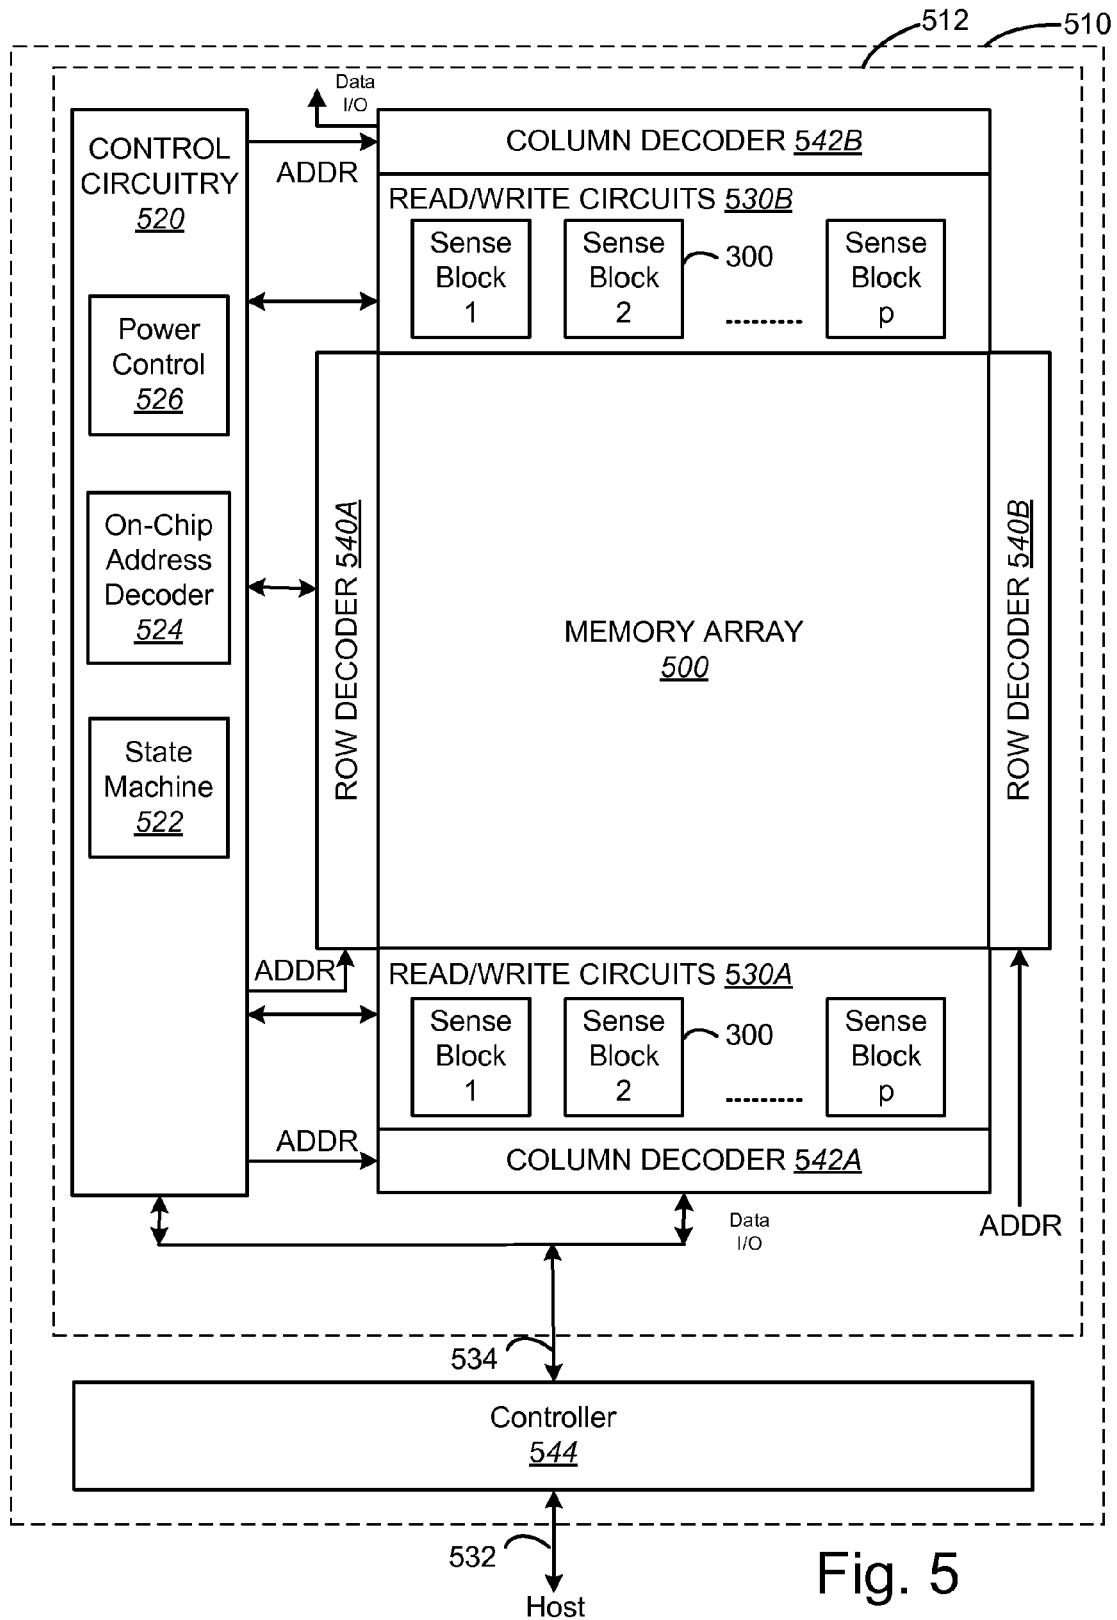 512
510
Data
I/O
CONTROL
CIRCUITRY
520
ADDR
COLUMN DECODER 542B
READ/WRITE CIRCUITS 530B
Sense
Block
1
Sense
Block
2
300
.........
Sense
Block
p
Power
Control
526
On-Chip
Address
Decoder
524
State
Machine
522
ROW DECODER 540A
MEMORY ARRAY
500
ROW DECODER 540B
ADDR
READ/WRITE CIRCUITS 530A
Sense
Block
1
Sense
Block
2
300
.........
Sense
Block
p
ADDR
COLUMN DECODER 542A
Data
I/O
ADDR
534
Controller
544
532
Host
Fig. 5